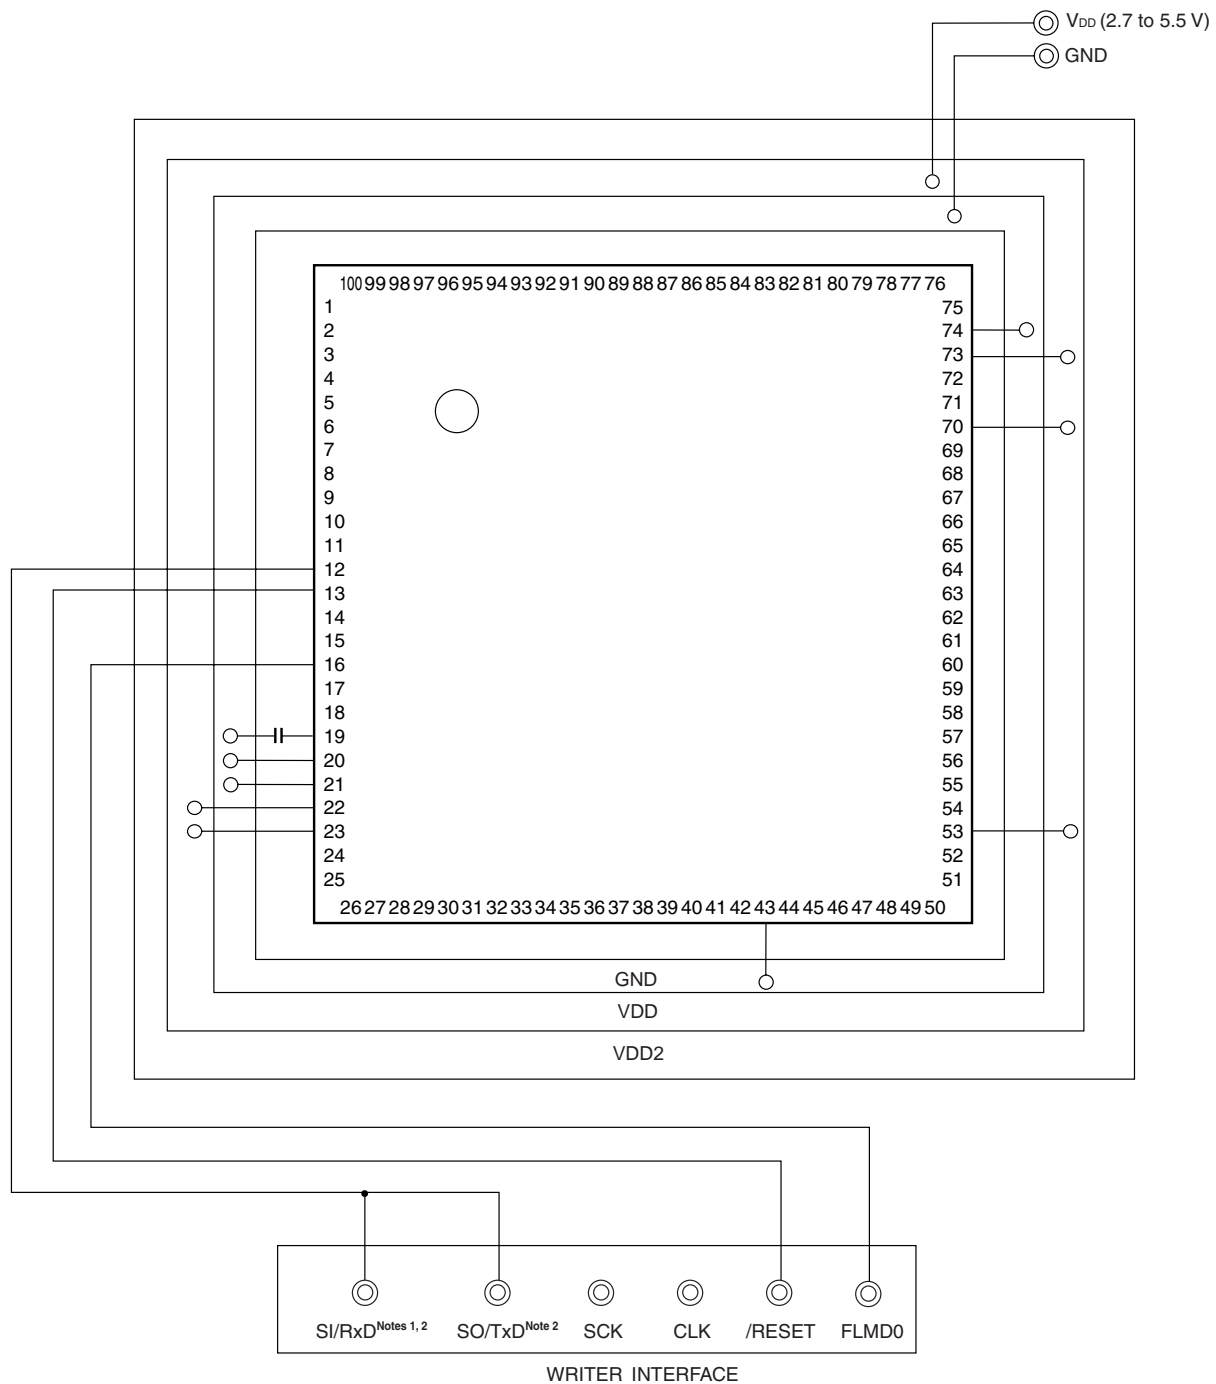 VDD (2.7 to 5.5 V)
GND
100 99 98 97 96 95 94 93 92 91 90 89 88 87 86 85 84 83 82 81 80 79 78 77 76
1 75
2 74
3 73
4 72
5 71
6 70
7 69
8 68
9 67
10 66
11 65
12 64
13 63
14 62
15 61
16 60
17 59
18 58
19 57
20 56
21 55
22 54
23 53
24 52
25 51
26 27 28 29 30 31 32 33 34 35 36 37 38 39 40 41 42 43 44 45 46 47 48 49 50
GND
VDD
VDD2
SI/RxD Notes 1, 2 SO/TxD Note 2 SCK CLK /RESET FLMD0
WRITER INTERFACE